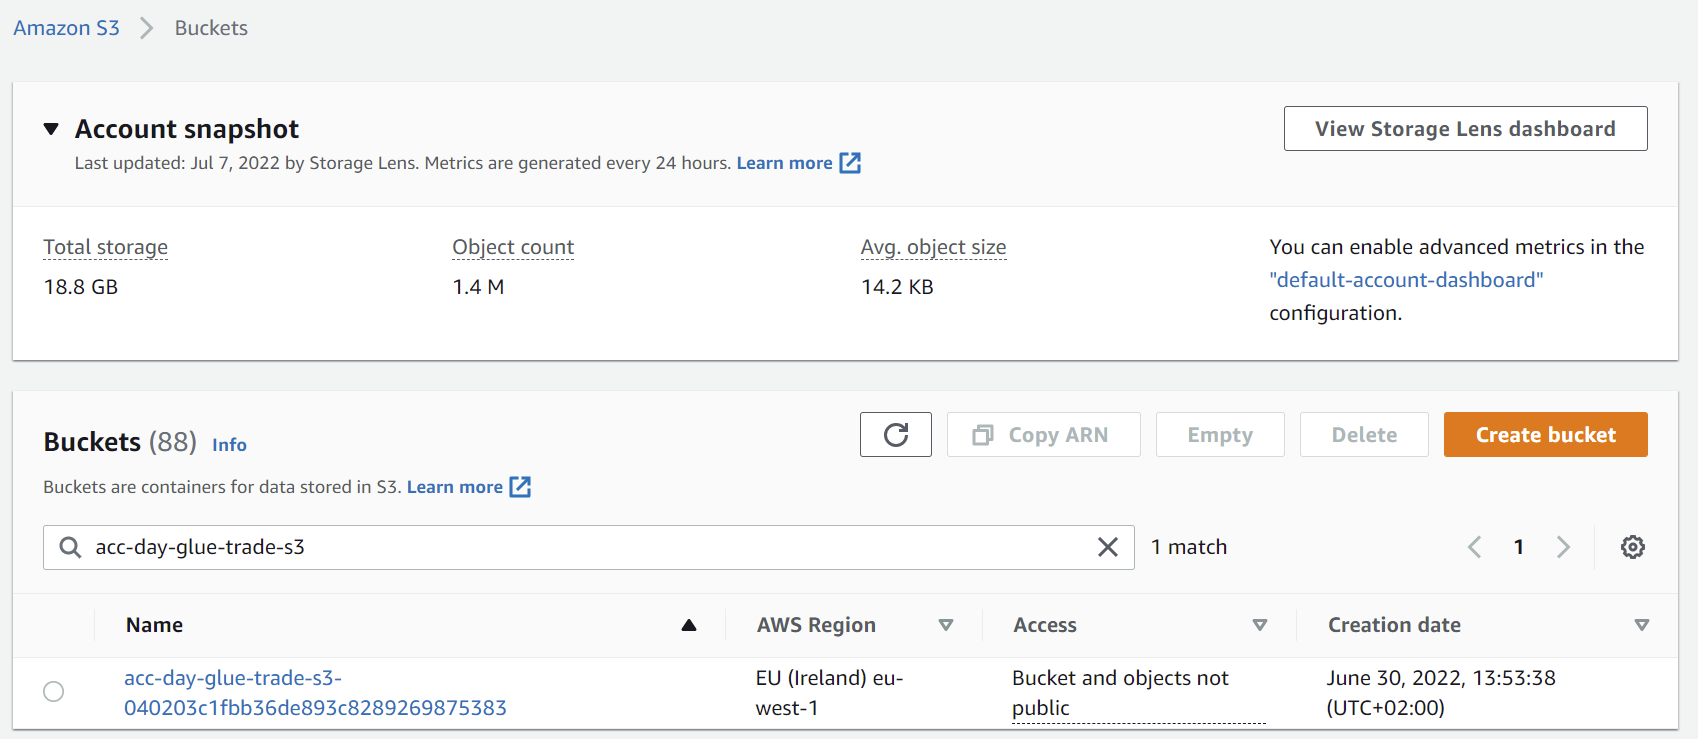 Amazon S3 Buckets
Account snapshot
View Storage Lens dashboard
Last updated: Jul 7, 2022 by Storage Lens. Metrics are generated every 24 hours. Learn more
Total storage
18.8 GB
Object count
1.4 M
Avg. object size
14.2 KB
You can enable advanced metrics in the
"default-account-dashboard"
configuration.
Buckets (88) Info
Copy ARN
Empty
Delete
Create bucket
Buckets are containers for data stored in S3. Learn more
acc-day-glue-trade-s3
1 match
1
Name
AWS Region
Access
Creation date
acc-day-glue-trade-s3-
040203c1fbb36de893c8289269875383
EU (Ireland) eu-
west-1
Bucket and objects not
public
June 30, 2022, 13:53:38
(UTC+02:00)